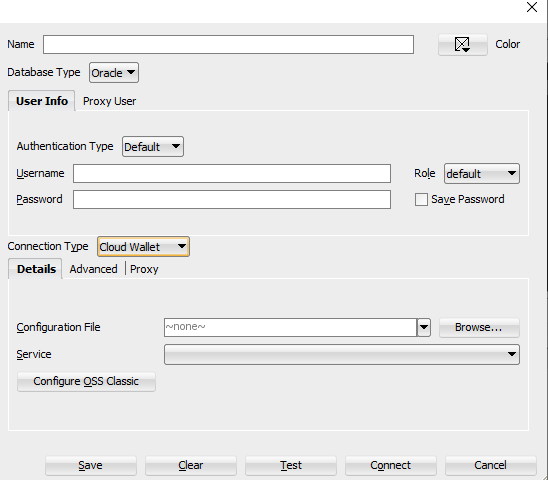 Name Color
Database Type Oracle
User Info Proxy User
Authentication Type Default
Username Role default
Password Save Password
Connection Type Cloud Wallet
Details Advanced Proxy
Configuration File ~none~ Browse...
Service
Configure OSS Classic
Save Clear Test Connect Cancel